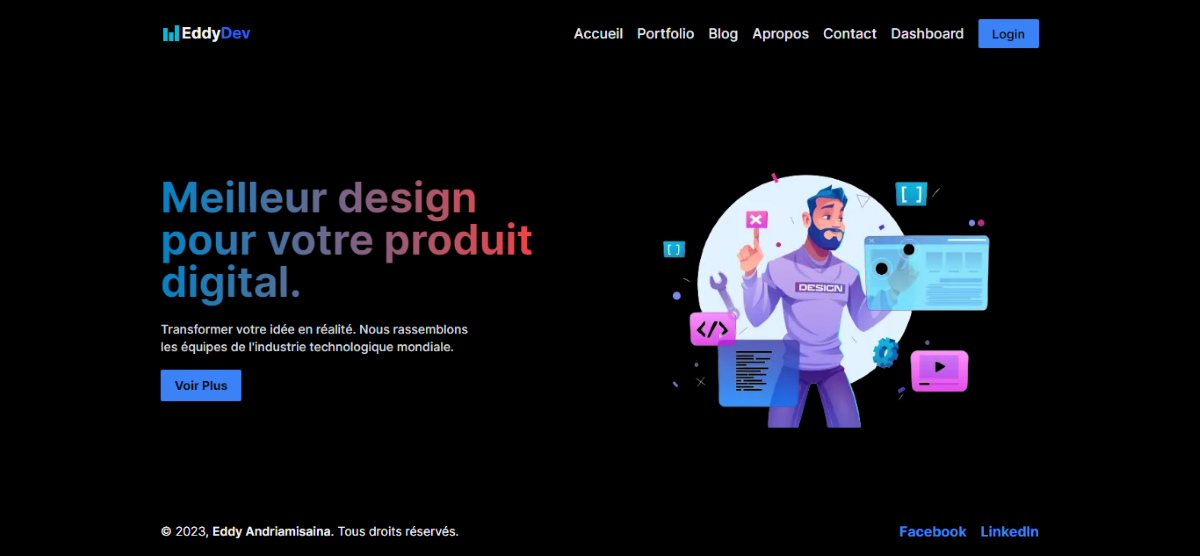 EddyDev
Accueil Portfolio Blog Apropos Contact Dashboard Login
Meilleur design
pour votre produit
digital.
Transformer votre idée en réalité. Nous rassemblons
les équipes de l'industrie technologique mondiale.
Voir Plus
[ ]
[ ]
DESIGN
</>
© 2023, Eddy Andriamisaina. Tous droits réservés.
Facebook LinkedIn